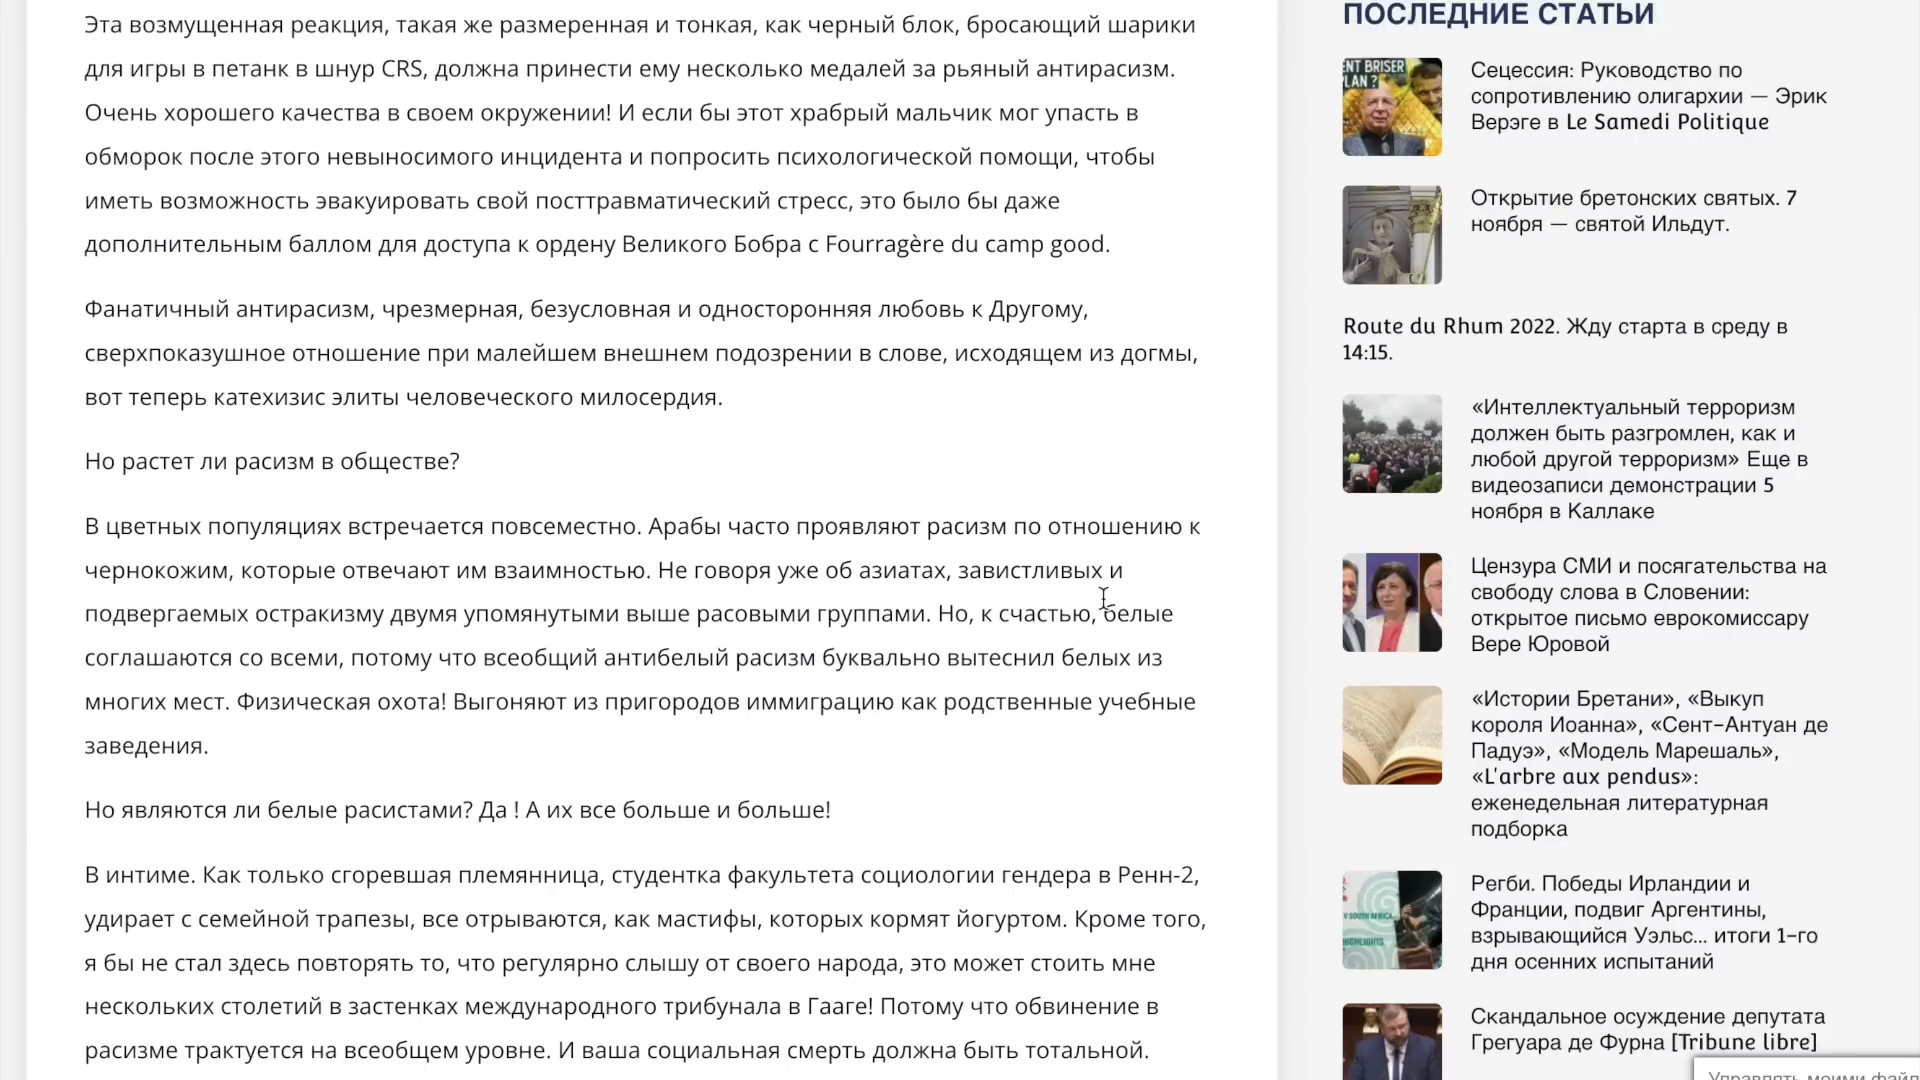 Эта возмущенная реакция, такая же размеренная и тонкая, как черный блок, бросающий шарики
для игры в петанк в шнур CRS, должна принести ему несколько медалей за рьяный антирасизм.
Очень хорошего качества в своем окружении! И если бы этот храбрый мальчик мог упасть в
обморок после этого невыносимого инцидента и попросить психологической помощи, чтобы
иметь возможность эвакуировать свой посттравматический стресс, это было бы даже
дополнительным баллом для доступа к ордену Великого Бобра с Fourragère du camp good.
Фанатичный антирасизм, чрезмерная, безусловная и односторонняя любовь к Другому,
сверхпоказушное отношение при малейшем внешнем подозрении в слове, исходящем из догмы,
вот теперь катехизис элиты человеческого милосердия.
Но растет ли расизм в обществе?
В цветных популяциях встречается повсеместно. Арабы часто проявляют расизм по отношению к
чернокожим, которые отвечают им взаимностью. Не говоря уже об азиатах, завистливых и
подвергаемых остракизму двумя упомянутыми выше расовыми группами. Но, к счастью, белые
соглашаются со всеми, потому что всеобщий антибелый расизм буквально вытеснил белых из
многих мест. Физическая охота! Выгоняют из пригородов иммиграцию как родственные учебные
заведения.
Но являются ли белые расистами? Да ! А их все больше и больше!
В интиме. Как только сгоревшая племянница, студентка факультета социологии гендера в Ренн-2,
удирает с семейной трапезы, все отрываются, как мастифы, которых кормят йогуртом. Кроме того,
я бы не стал здесь повторять то, что регулярно слышу от своего народа, это может стоить мне
нескольких столетий в застенках международного трибунала в Гааге! Потому что обвинение в
расизме трактуется на всеобщем уровне. И ваша социальная смерть должна быть тотальной.
ПОСЛЕДНИЕ СТАТЬИ
ENT BRISER
LAN ?
Сецессия: Руководство по
сопротивлению олигархии — Эрик
Верэге в Le Samedi Politique
Открытие бретонских святых. 7
ноября — святой Ильдут.
Route du Rhum 2022. Жду старта в среду в
14:15.
«Интеллектуальный терроризм
должен быть разгромлен, как и
любой другой терроризм» Еще в
видеозаписи демонстрации 5
ноября в Каллаке
Цензура СМИ и посягательства на
свободу слова в Словении:
открытое письмо еврокомиссару
Вере Юровой
«Истории Бретани», «Выкуп
короля Иоанна», «Сент-Антуан де
Падуэ», «Модель Марешаль»,
«L'arbre aux pendus»:
еженедельная литературная
подборка
V SOUTH AFRICA
HIGHLIGHTS
Регби. Победы Ирландии и
Франции, подвиг Аргентины,
взрывающийся Уэльс... итоги 1-го
дня осенних испытаний
Скандальное осуждение депутата
Грегуара де Фурна [Tribune libre]
Управлять моими файл